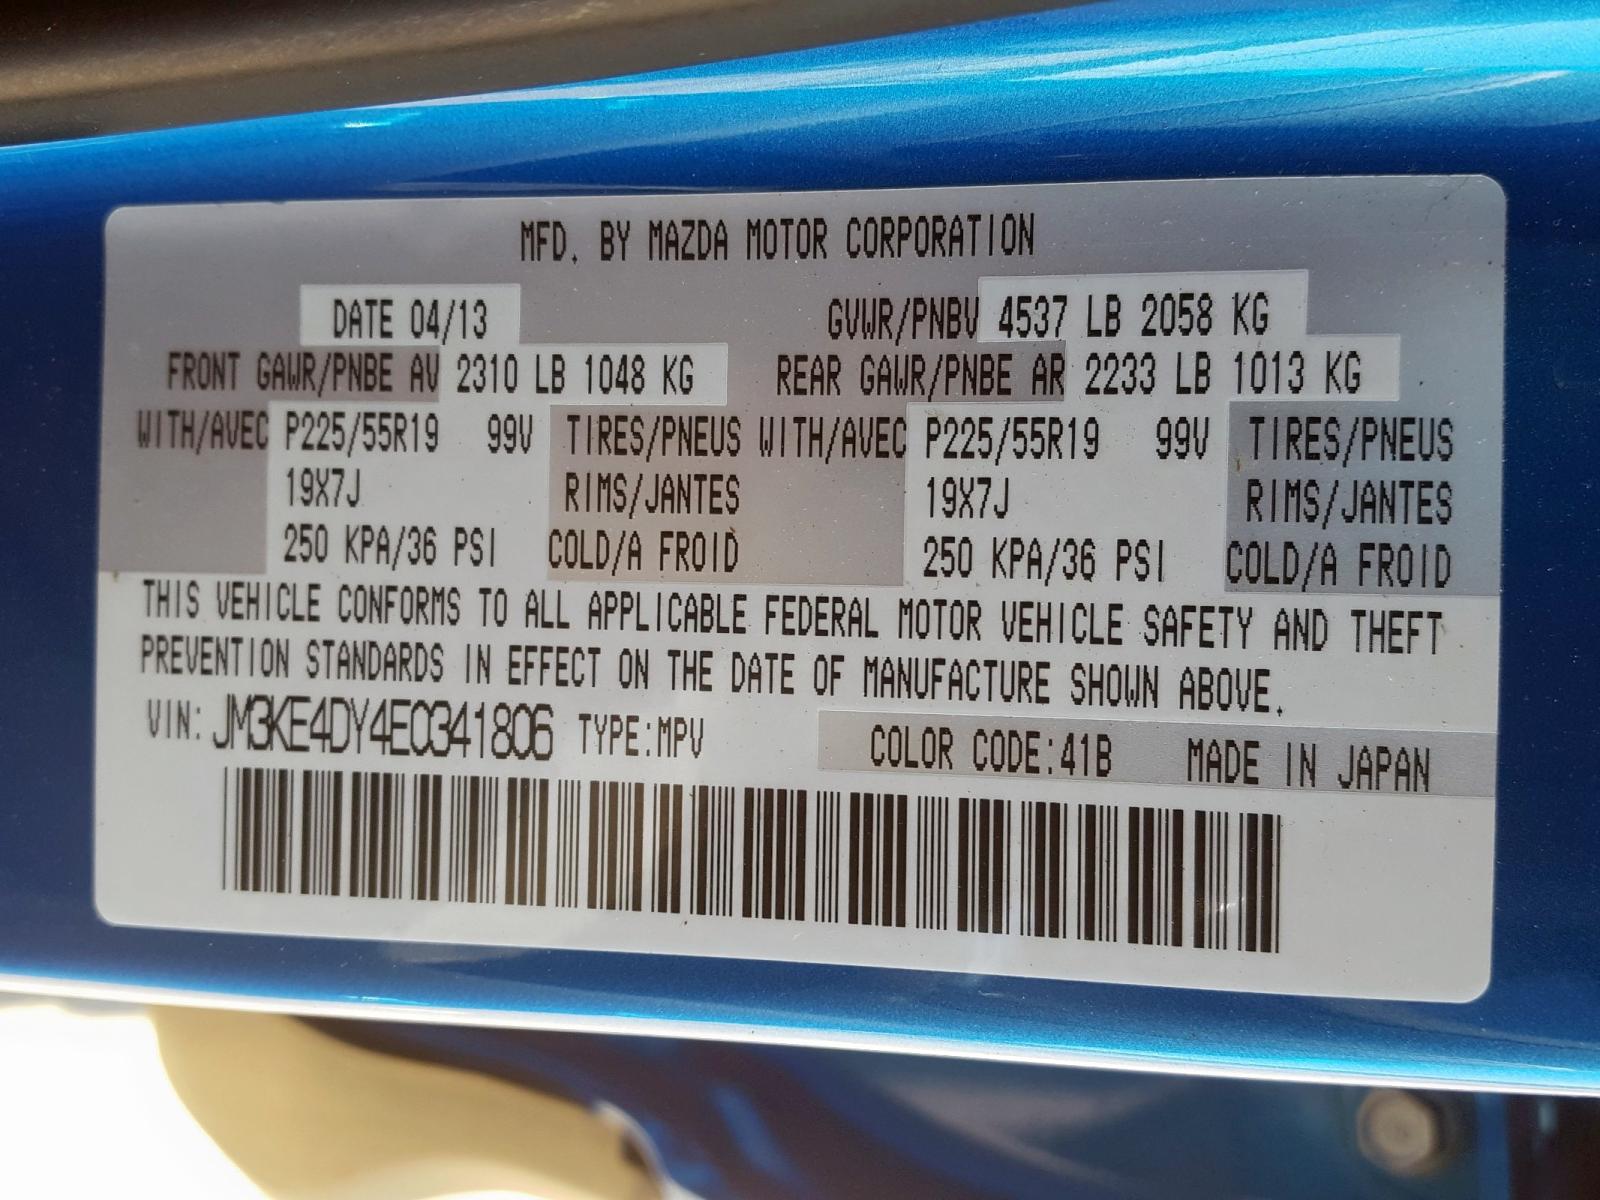 MFD. BY MAZDA MOTOR CORPORATION
DATE 04/13 GVWR/PNBV 4537 LB 2058 KG
FRONT GAWR/PNBE AV 2310 LB 1048 KG REAR GAWR/PNBE AR 2233 LB 1013 KG
WITH/AVEC P225/55R19 99V TIRES/PNEUS WITH/AVEC P225/55R19 99V TIRES/PNEUS
19X7J RIMS/JANTES 19X7J RIMS/JANTES
250 KPA/36 PSI COLD/A FROID 250 KPA/36 PSI COLD/A FROID
THIS VEHICLE CONFORMS TO ALL APPLICABLE FEDERAL MOTOR VEHICLE SAFETY AND THEFT
PREVENTION STANDARDS IN EFFECT ON THE DATE OF MANUFACTURE SHOWN ABOVE.
VIN: JM3KE4DY4E0341806 TYPE:MPV COLOR CODE:41B MADE IN JAPAN